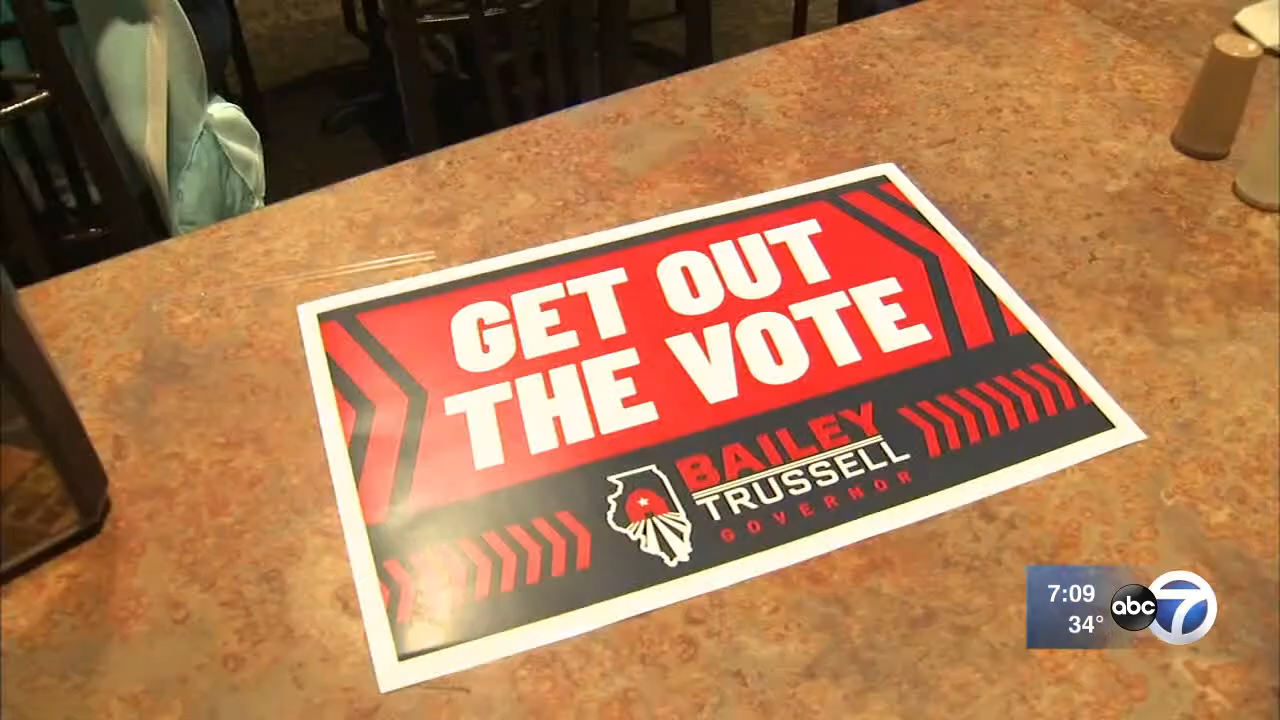 GET OUT
THE VOTE
BAILEY
TRUSSELL
GOVERNOR
7:09
34°
abc 7